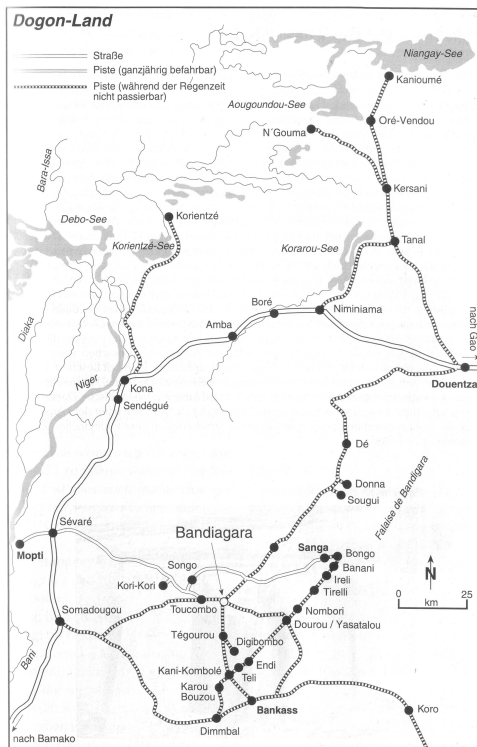 Dogon-Land
Straße
Piste (ganzjährig befahrbar)
Piste (während der Regenzeit
nicht passierbar)
Niangay-See
Kanioumé
Aougoundou-See
Oré-Vendou
N´Gouma
Bara-Issa
Kersani
Debo-See
Korientzé
Korientzé-See
Korarou-See
Tanal
Diaka
Boré
Niminiama
Amba
nach Gao
Niger
Kona
Sendégué
Douentza
Dé
Donna
Sougui
Falaise de Bandigara
Sévaré
Mopti
Bandiagara
Sanga
Bongo
Banani
Ireli
Tirelli
Songo
Kori-Kori
Toucombo
Nombori
Dourou / Yasatalou
N
0
25
km
Somadougou
Bani
Tégourou
Digibombo
Endi
Kani-Kombolé
Teli
Karou
Bouzou
Bankass
Dimmbal
Koro
nach Bamako